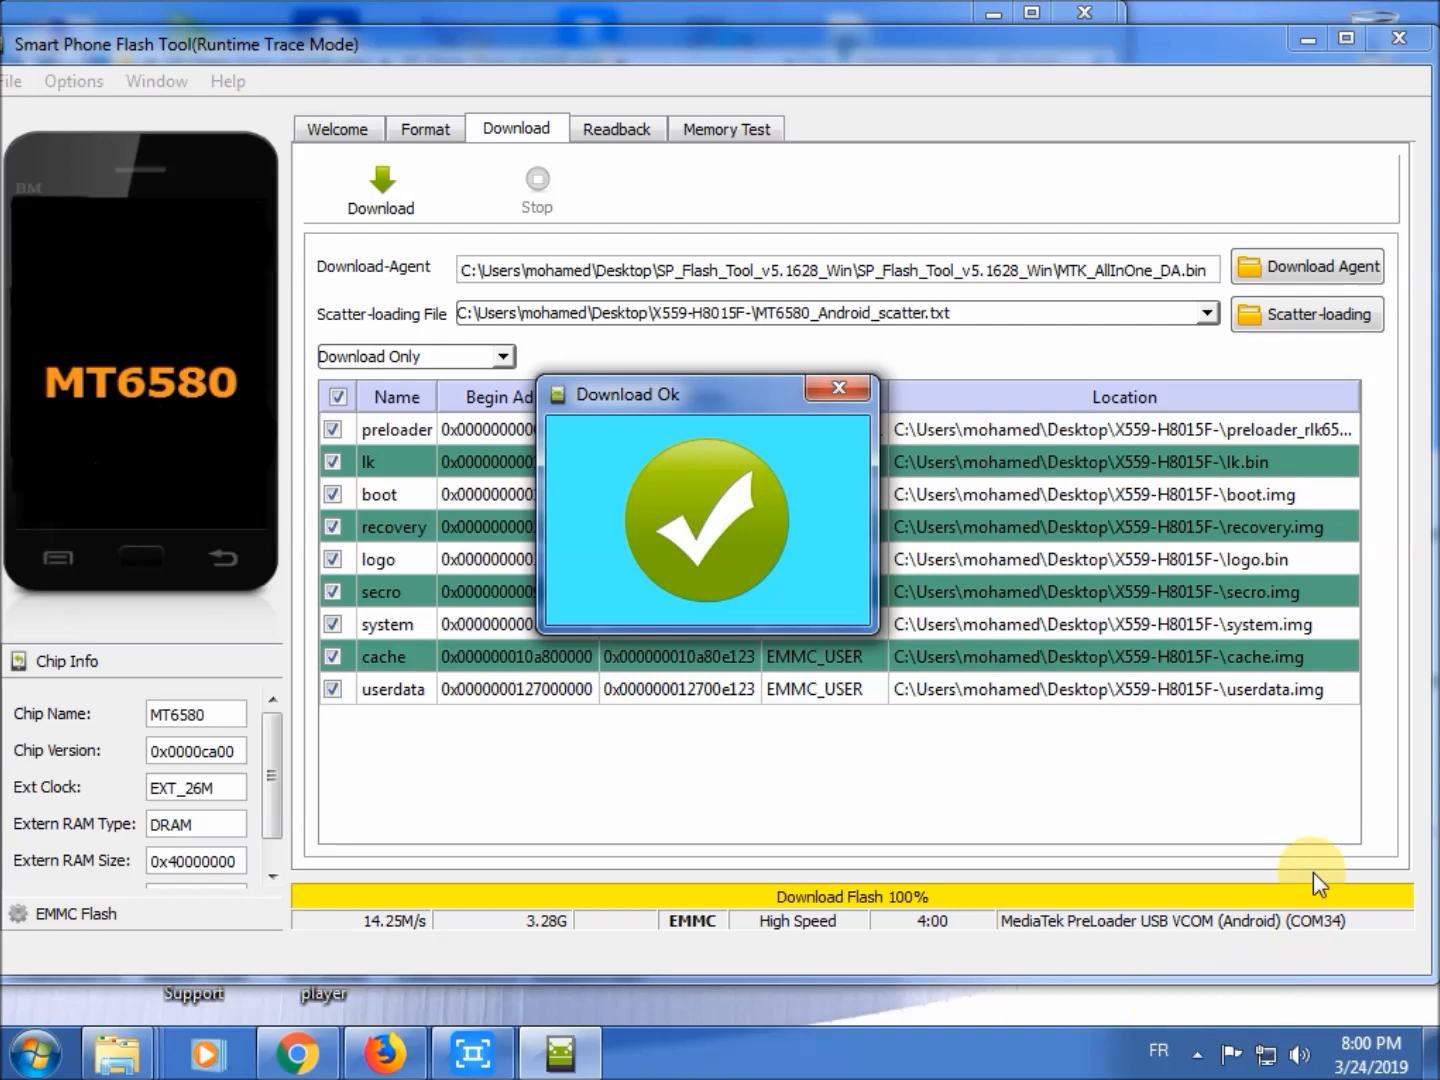 Smart Phone Flash Tool(Runtime Trace Mode)
Options Window Help
Welcome Format Download Readback Memory Test
BM
Download Stop
Download-Agent C:\Users\mohamed\Desktop\SP_Flash_Tool_v5.1628_Win\SP_Flash_Tool_v5.1628_Win\MTK_AllInOne_DA.bin Download Agent
Scatter-loading File C:\Users\mohamed\Desktop\X559-H8015F-\MT6580_Android_scatter.txt Scatter-loading
Download Only
MT6580
Download Ok
Name Begin Ad Location
preloader C:\Users\mohamed\Desktop\X559-H8015F-\preloader_rlk65...
lk C:\Users\mohamed\Desktop\X559-H8015F-\lk.bin
boot C:\Users\mohamed\Desktop\X559-H8015F-\boot.img
recovery C:\Users\mohamed\Desktop\X559-H8015F-\recovery.img
logo C:\Users\mohamed\Desktop\X559-H8015F-\logo.bin
secro C:\Users\mohamed\Desktop\X559-H8015F-\secro.img
system C:\Users\mohamed\Desktop\X559-H8015F-\system.img
cache 0x000000010a800000 0x000000010a80e123 EMMC_USER C:\Users\mohamed\Desktop\X559-H8015F-\cache.img
userdata 0x0000000127000000 0x000000012700e123 EMMC_USER C:\Users\mohamed\Desktop\X559-H8015F-\userdata.img
Chip Info
Chip Name: MT6580
Chip Version: 0x0000ca00
Ext Clock: EXT_26M
Extern RAM Type: DRAM
Extern RAM Size: 0x40000000
EMMC Flash
Download Flash 100%
14.25M/s 3.28G EMMC High Speed 4:00 MediaTek PreLoader USB VCOM (Android) (COM34)
Support player
FR
8:00 PM
3/24/2019